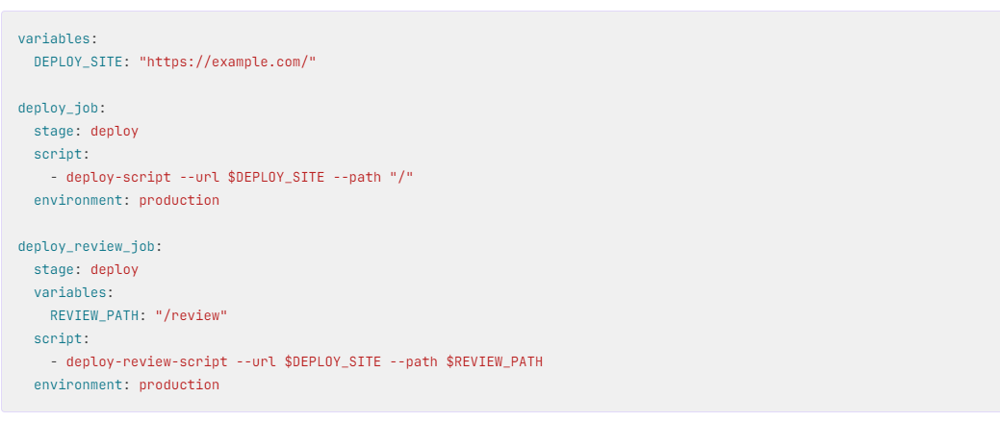 variables:
  DEPLOY_SITE: "https://example.com/"

deploy_job:
  stage: deploy
  script:
    - deploy-script --url $DEPLOY_SITE --path "/"
  environment: production

deploy_review_job:
  stage: deploy
  variables:
    REVIEW_PATH: "/review"
  script:
    - deploy-review-script --url $DEPLOY_SITE --path $REVIEW_PATH
  environment: production